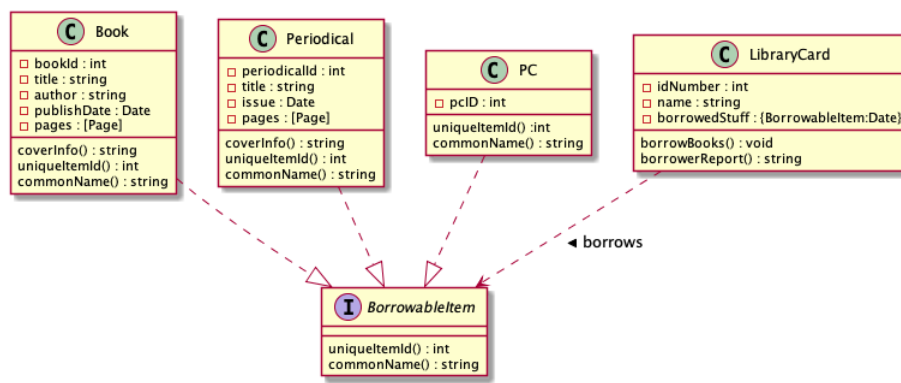 C Book
bookId : int
title : string
author : string
publishDate : Date
pages : [Page]
coverInfo() : string
uniqueItemId() : int
commonName() : string
C Periodical
periodicalId : int
title : string
issue : Date
pages : [Page]
coverInfo() : string
uniqueItemId() : int
commonName() : string
C PC
pcID : int
uniqueItemId() :int
commonName() : string
C LibraryCard
idNumber : int
name : string
borrowedStuff : {BorrowableItem:Date}
borrowBooks() : void
borrowerReport() : string
◄ borrows
I BorrowableItem
uniqueItemId() : int
commonName() : string